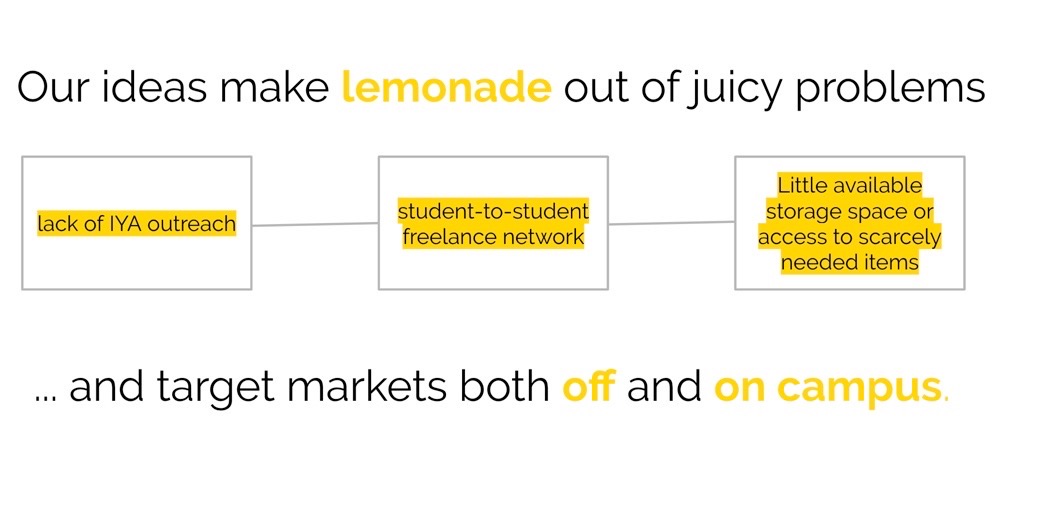 Our ideas make lemonade out of juicy problems
lack of IYA outreach
student-to-student
freelance network
Little available
storage space or
access to scarcely
needed items
... and target markets both off and on campus.